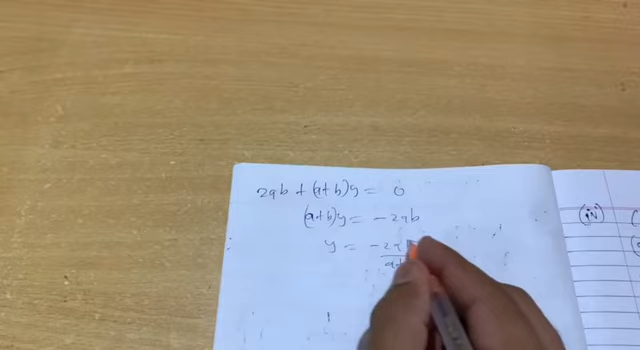 2ab + (a+b)y = 0
(a+b)y = - 2ab
y = - 2a
(iv)